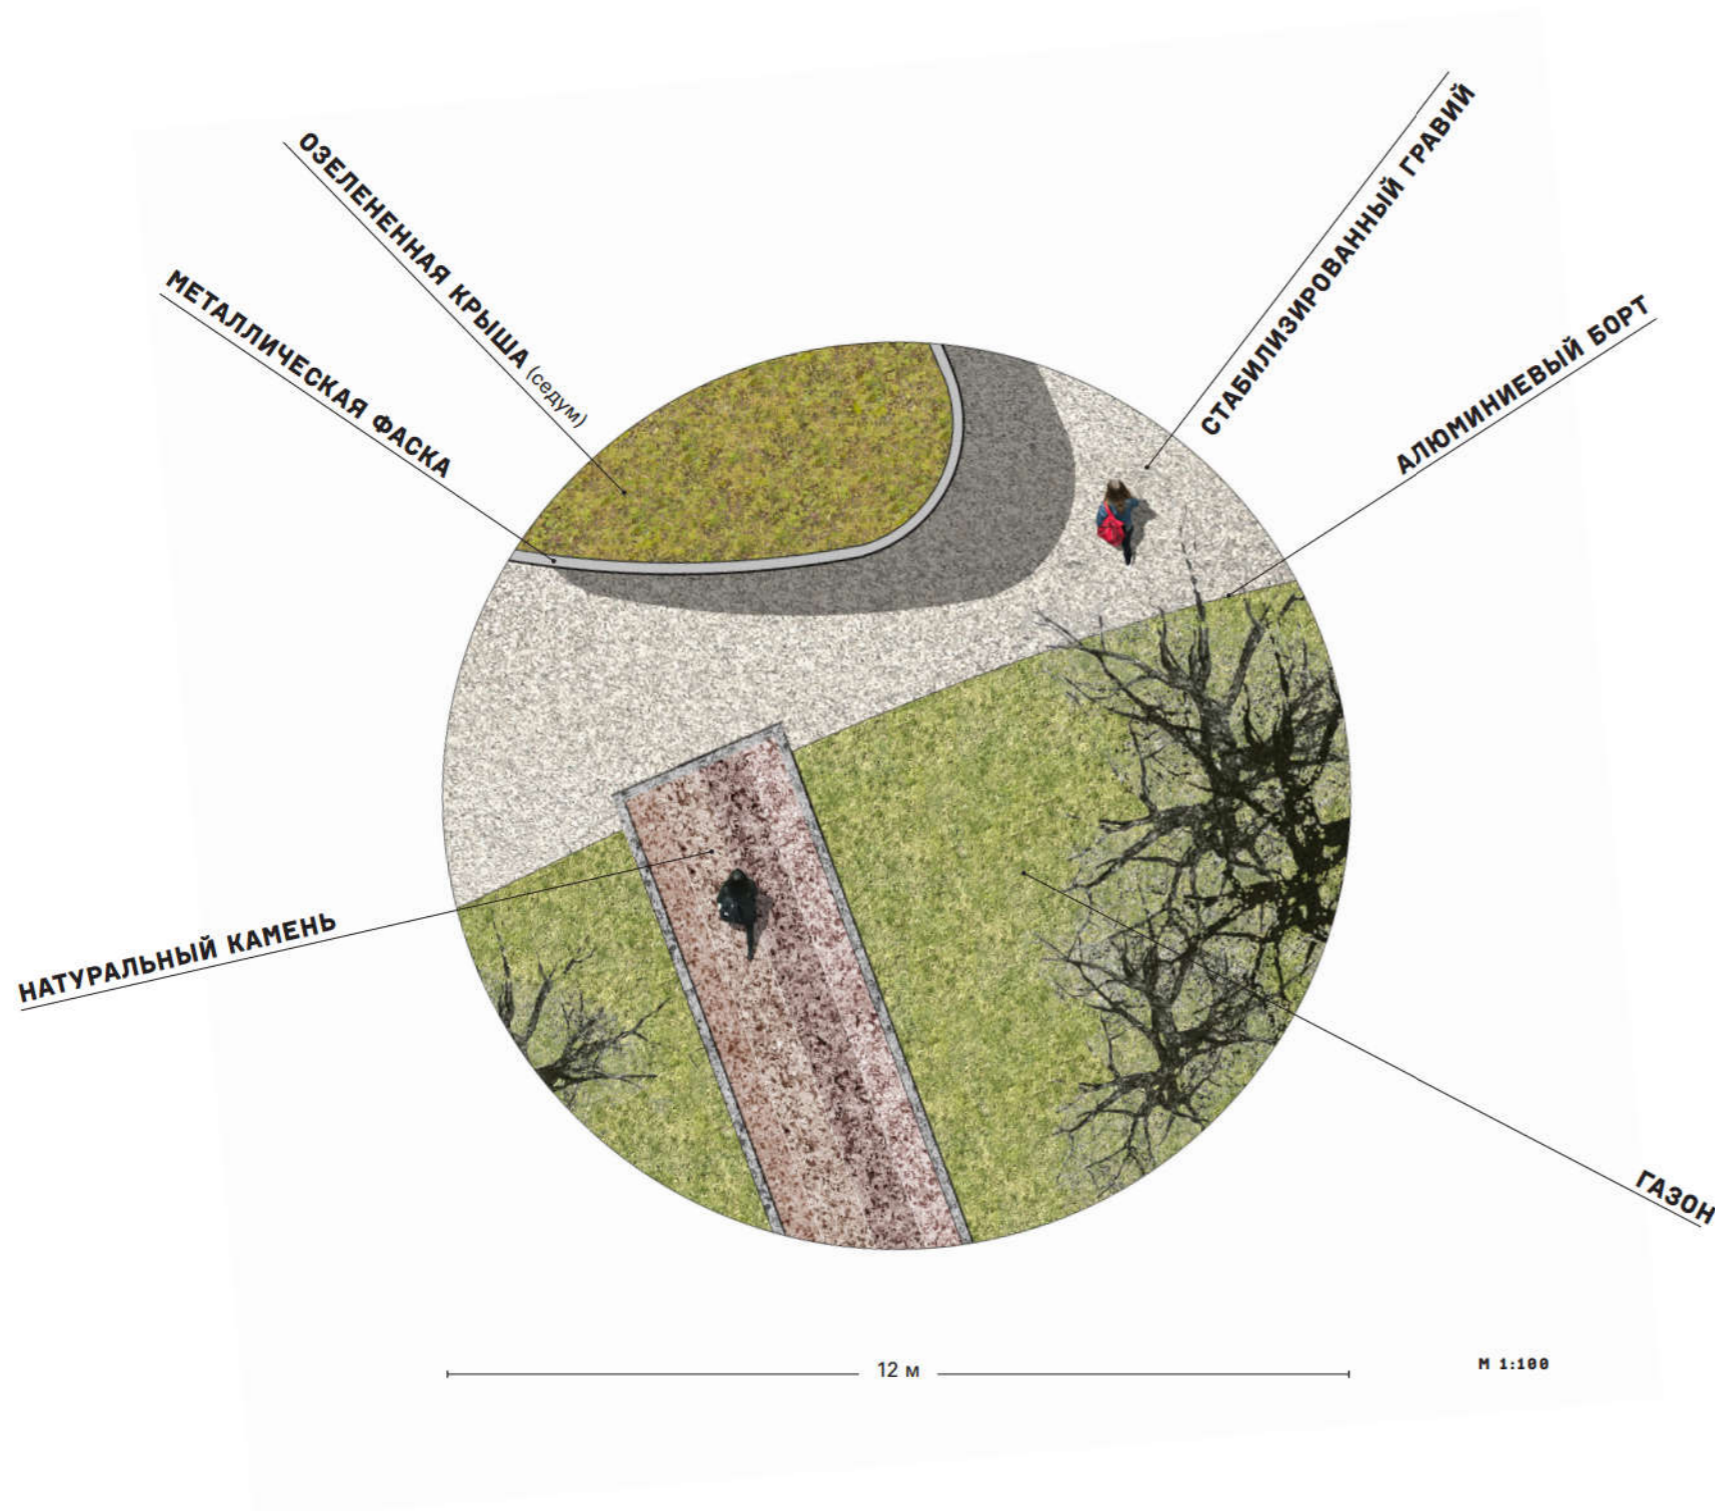 ОЗЕЛЕНЕННАЯ КРЫША (седум)
МЕТАЛЛИЧЕСКАЯ ФАСКА
СТАБИЛИЗИРОВАННЫЙ ГРАВИЙ
АЛЮМИНИЕВЫЙ БОРТ
НАТУРАЛЬНЫЙ КАМЕНЬ
ГАЗОН
12 м
М 1:100